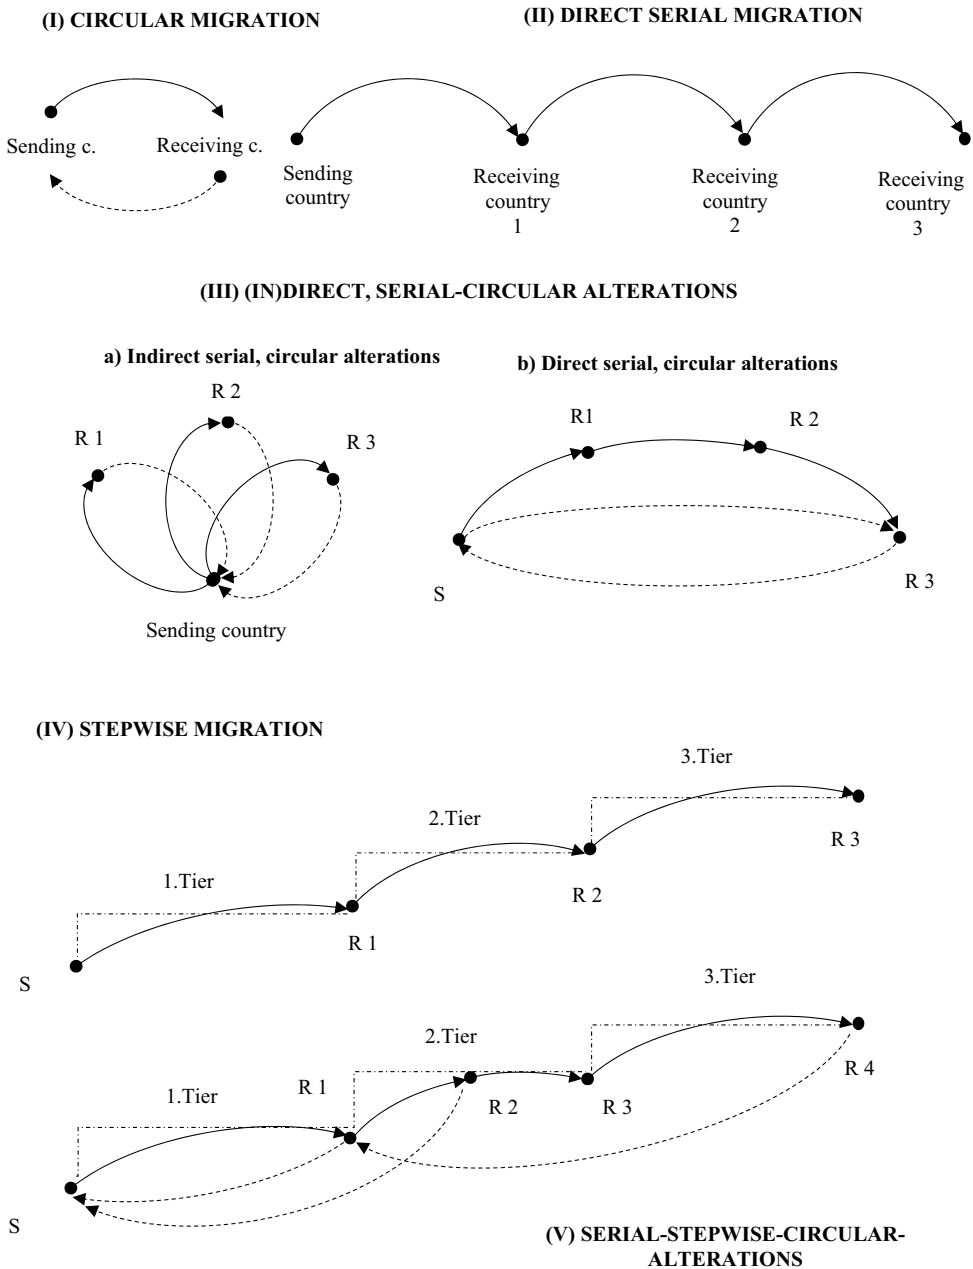 (I) CIRCULAR MIGRATION
(II) DIRECT SERIAL MIGRATION
Sending c.
Receiving c.
Sending
country
Receiving
country
1
Receiving
country
2
Receiving
country
3
(III) (IN)DIRECT, SERIAL-CIRCULAR ALTERATIONS
a) Indirect serial, circular alterations
R 1
R 2
R 3
Sending country
b) Direct serial, circular alterations
R1
R 2
S
R 3
(IV) STEPWISE MIGRATION
3.Tier
2.Tier
R 3
1.Tier
R 2
R 1
S
3.Tier
2.Tier
R 4
R 1
1.Tier
R 2
R 3
S
(V) SERIAL-STEPWISE-CIRCULAR-
ALTERATIONS